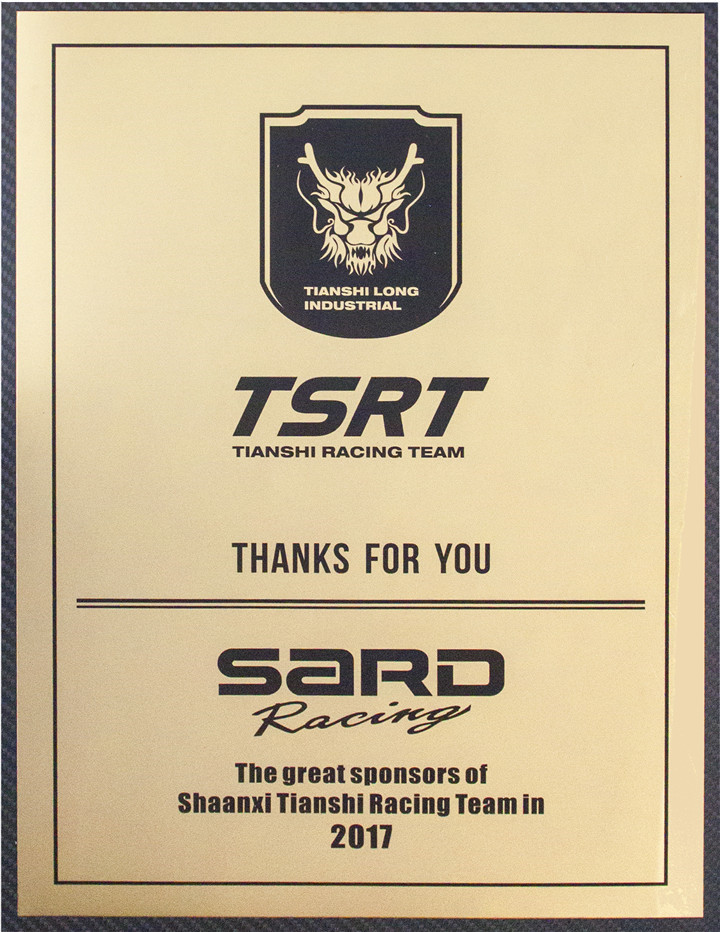 TIANSHI LONG
INDUSTRIAL
TSRT
TIANSHI RACING TEAM
THANKS FOR YOU
SARD
Racing
The great sponsors of
Shaanxi Tianshi Racing Team in
2017